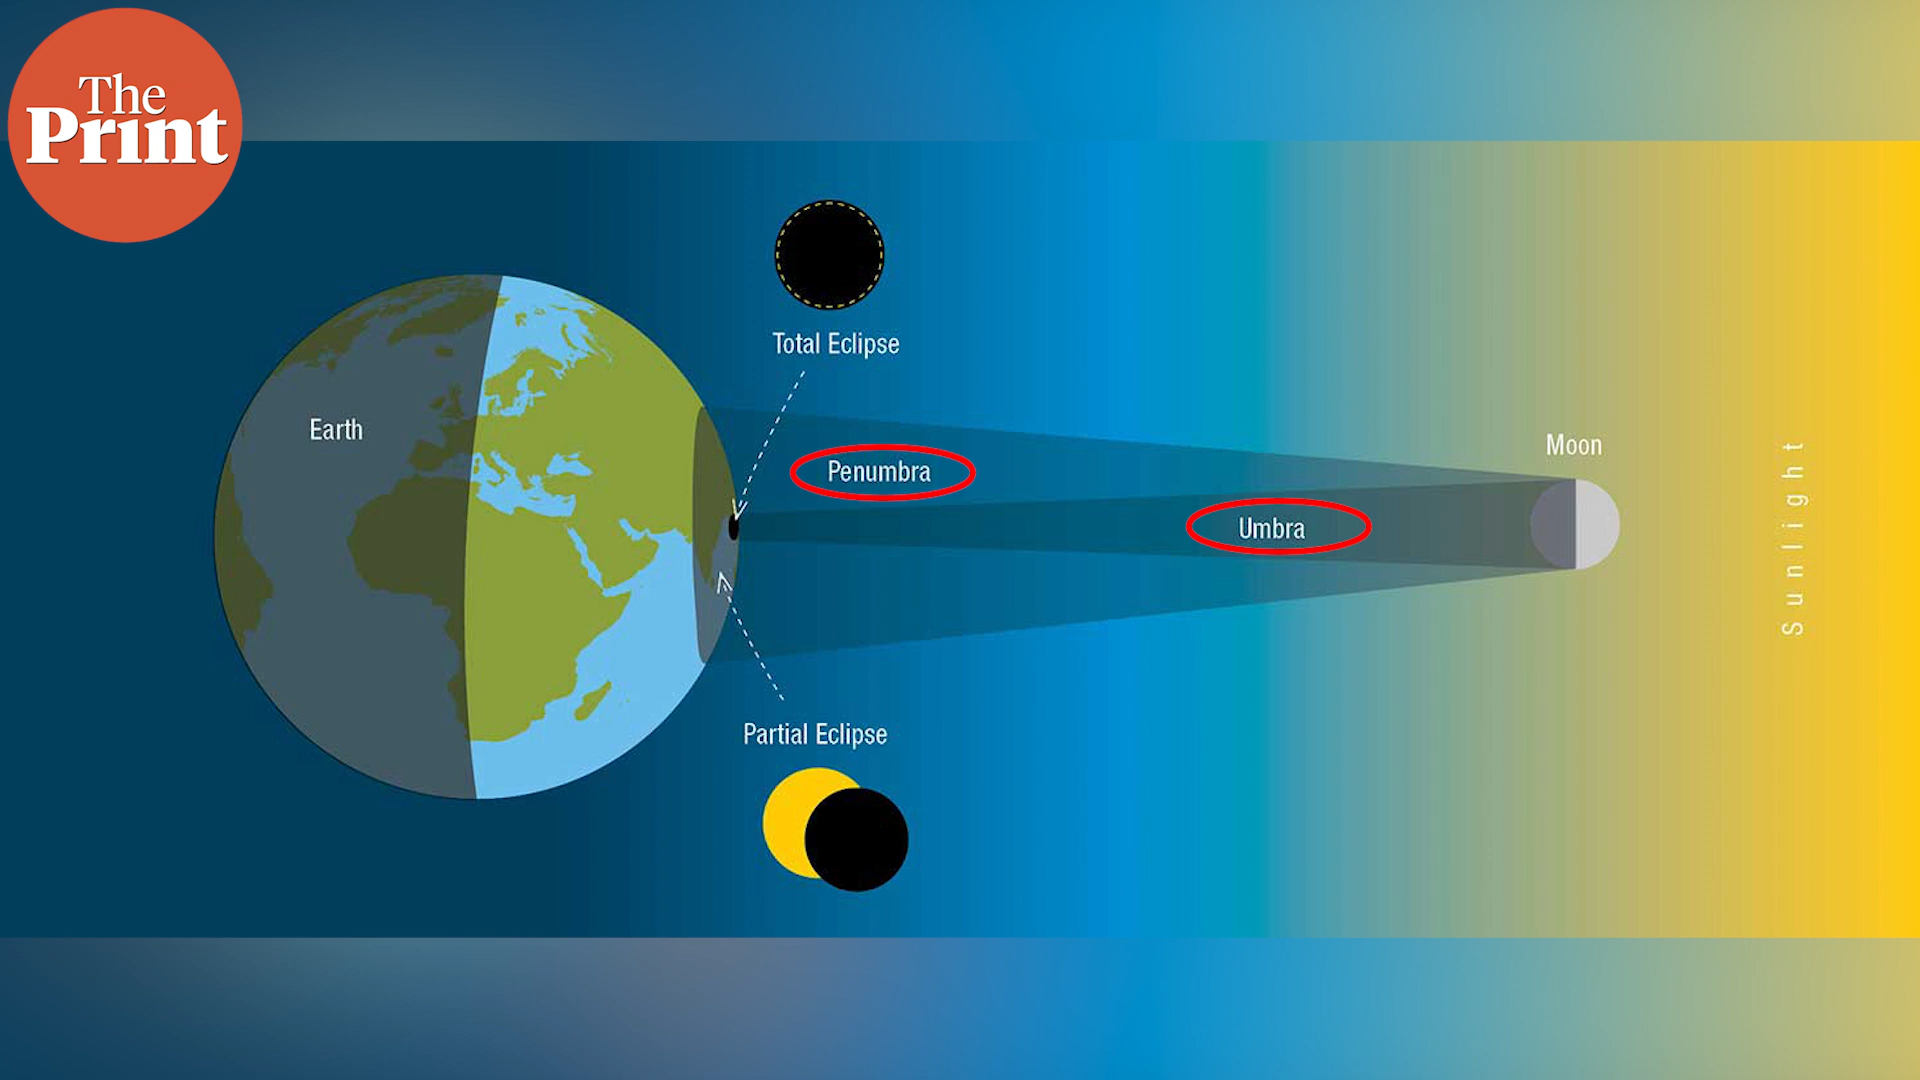 The
Print
Total Eclipse
Earth
Penumbra
Moon
Umbra
Sunlight
Partial Eclipse